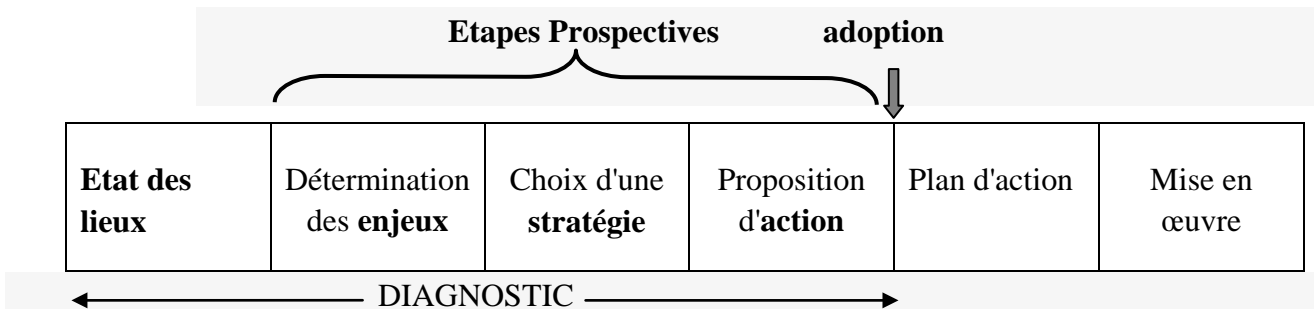 Etapes Prospectives adoption
Etat des
lieux
Détermination
des enjeux
Choix d'une
stratégie
Proposition
d'action
Plan d'action
Mise en
œuvre
DIAGNOSTIC